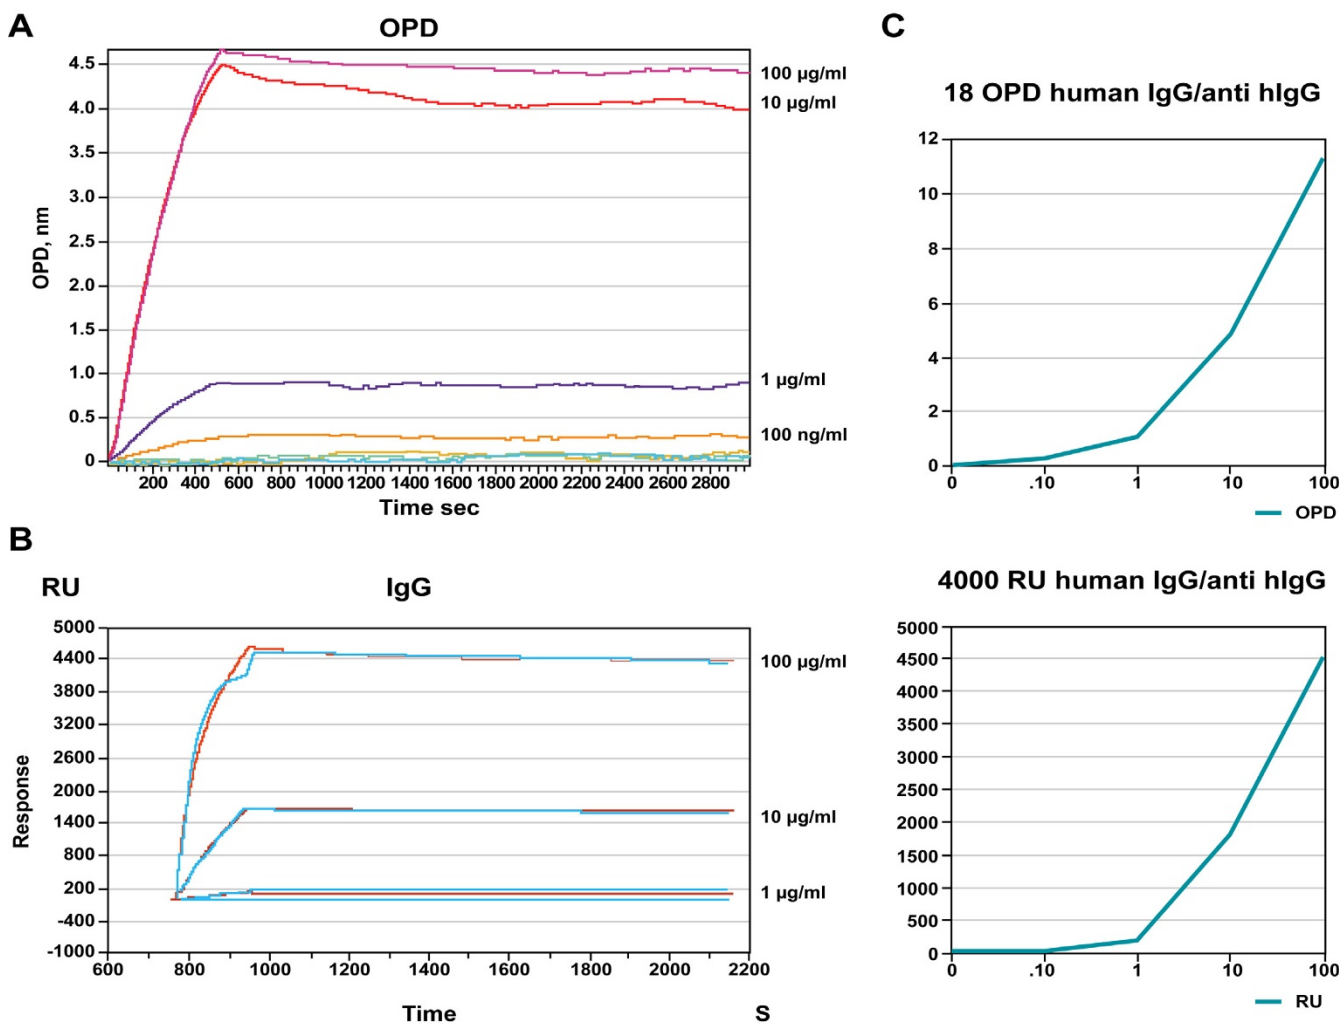 A
OPD
4.5
4.0
3.5
3.0
2.5
2.0
1.5
1.0
0.5
0
OPD, nm
200 400 600 800 1000 1200 1400 1600 1800 2000 2200 2400 2600 2800
Time sec
100 µg/ml
10 µg/ml
1 µg/ml
100 ng/ml
B
RU
IgG
5000
4400
3800
3200
2600
2000
1400
800
200
-400
-1000
Response
600 800 1000 1200 1400 1600 1800 2000 2200
Time
S
100 µg/ml
10 µg/ml
1 µg/ml
C
18 OPD human IgG/anti hIgG
12
10
8
6
4
2
0
0 .10 1 10 100
OPD
4000 RU human IgG/anti hIgG
5000
4500
4000
3500
3000
2500
2000
1500
1000
500
0
0 .10 1 10 100
RU